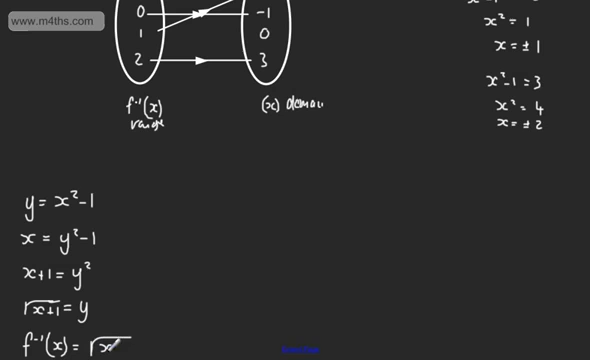 www.m4ths.com
0 -1
1 0
2 3
f⁻¹(x) (x) domain
range
x² = 1
x = ± 1
x² - 1 = 3
x² = 4
x = ± 2
y = x² - 1
x = y² - 1
x + 1 = y²
√x+1 = y
f⁻¹(x) = √x